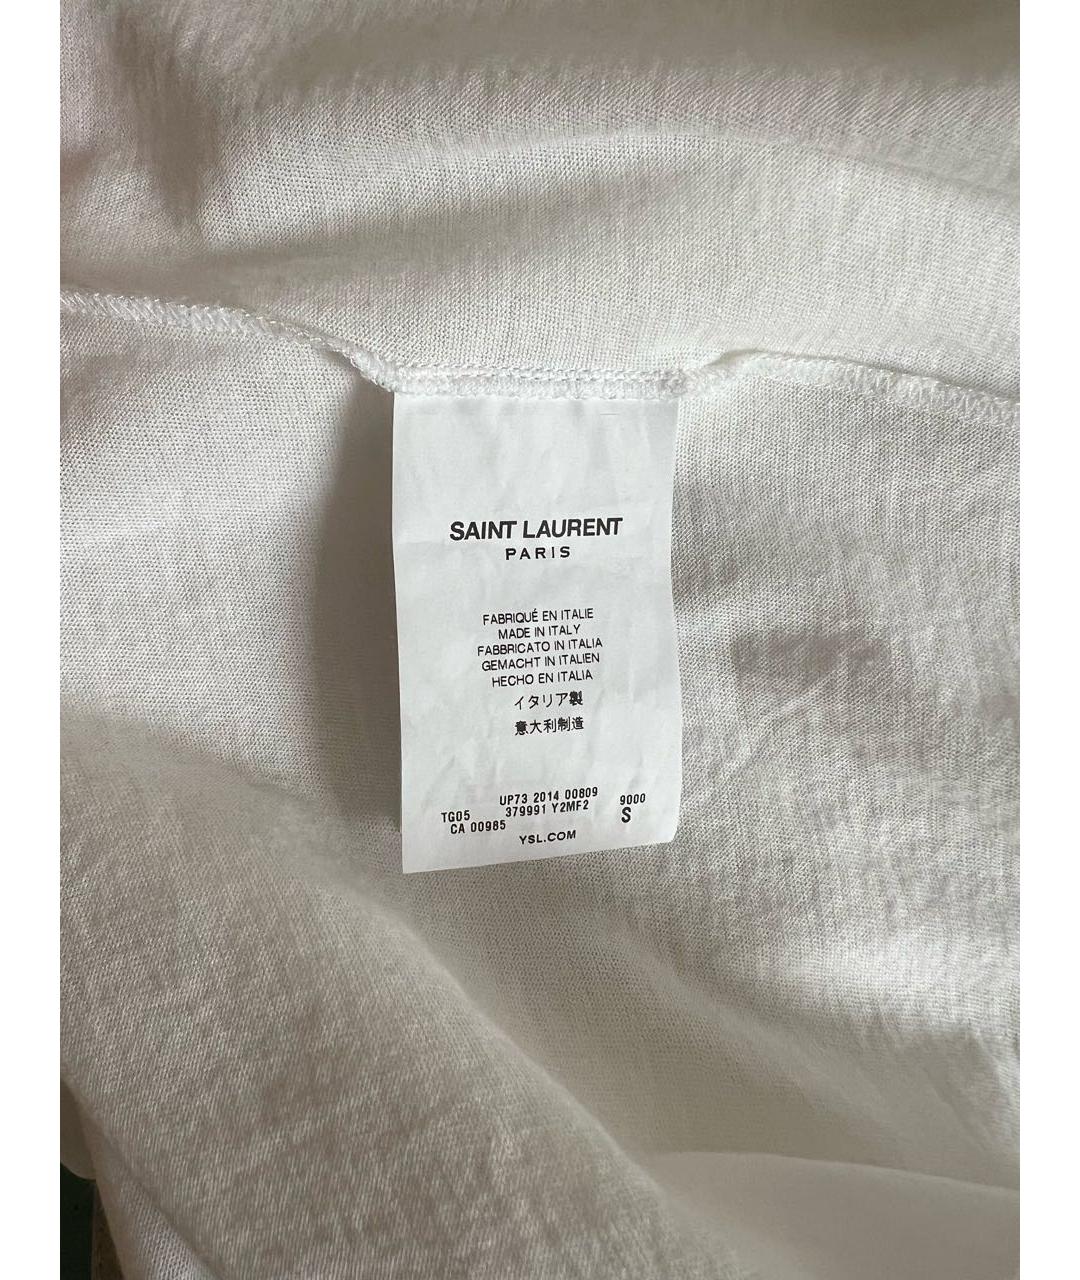 SAINT LAURENT
PARIS
FABRIQUÉ EN ITALIE
MADE IN ITALY
FABBRICATO IN ITALIA
GEMACHT IN ITALIEN
HECHO EN ITALIA
イタリア製
意大利制造
UP73 2014 00809
TG05 379991 Y2MF2 9000
CA 00985 S
YSL.COM